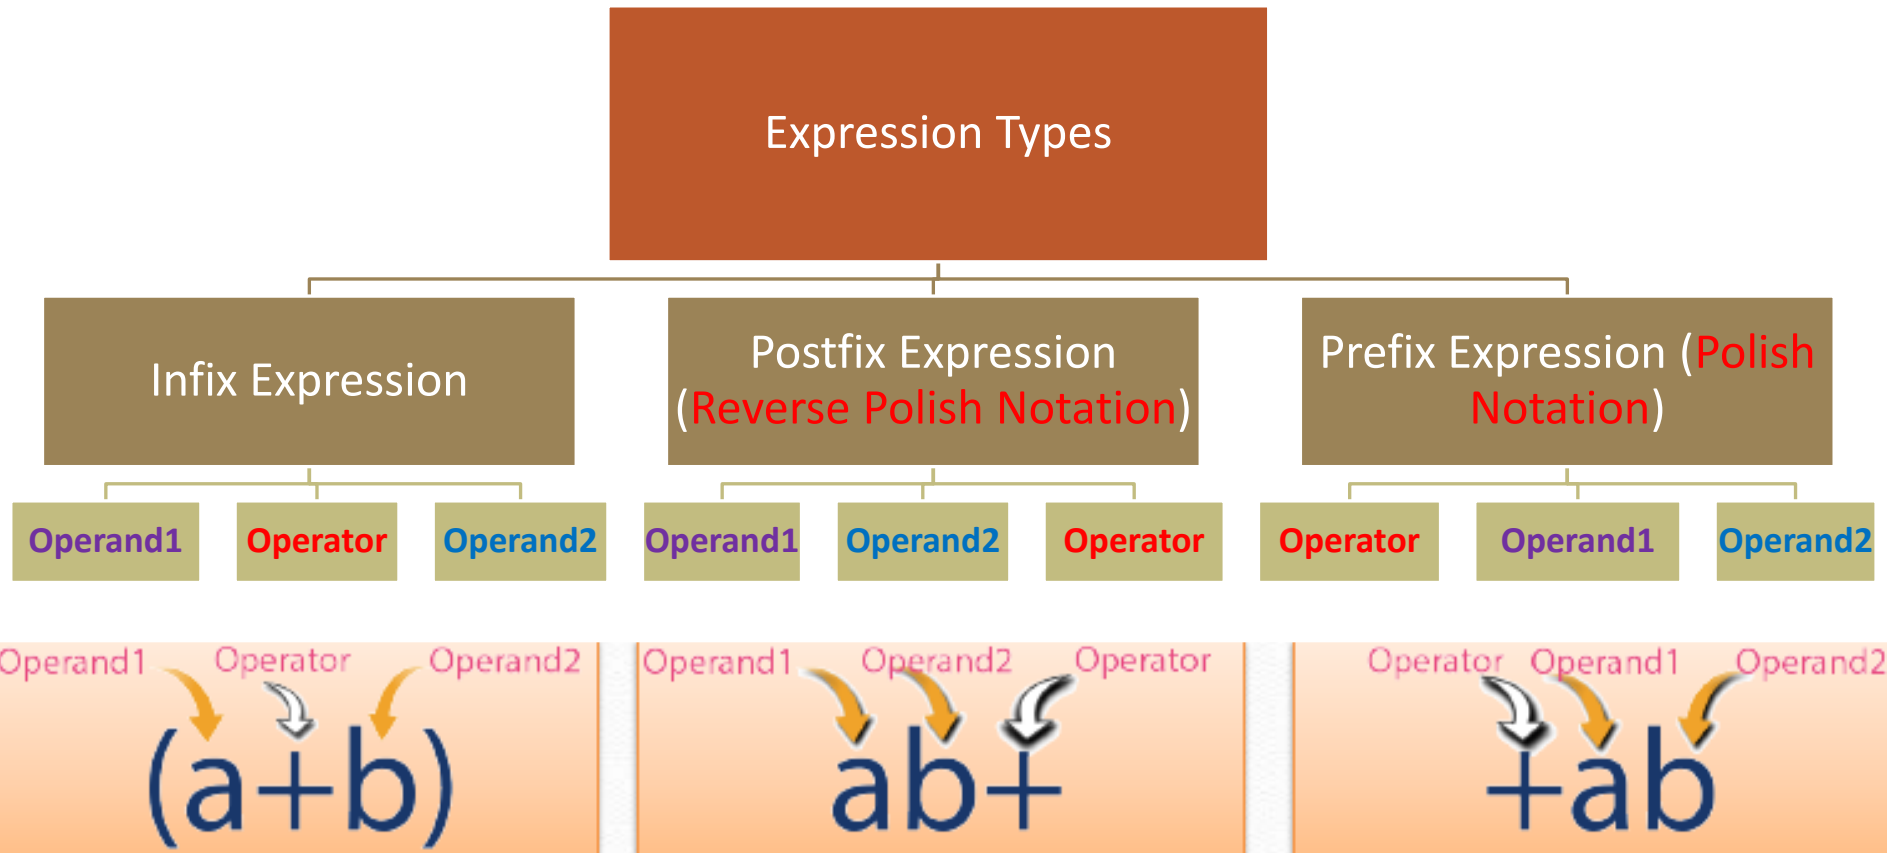 Expression Types
Infix Expression
Postfix Expression
(Reverse Polish Notation)
Prefix Expression (Polish
Notation)
Operand1 Operator Operand2
Operand1 Operand2 Operator
Operator Operand1 Operand2
Operand1 Operator Operand2
(a+b)
Operand1 Operand2 Operator
ab+
Operator Operand1 Operand2
+ab